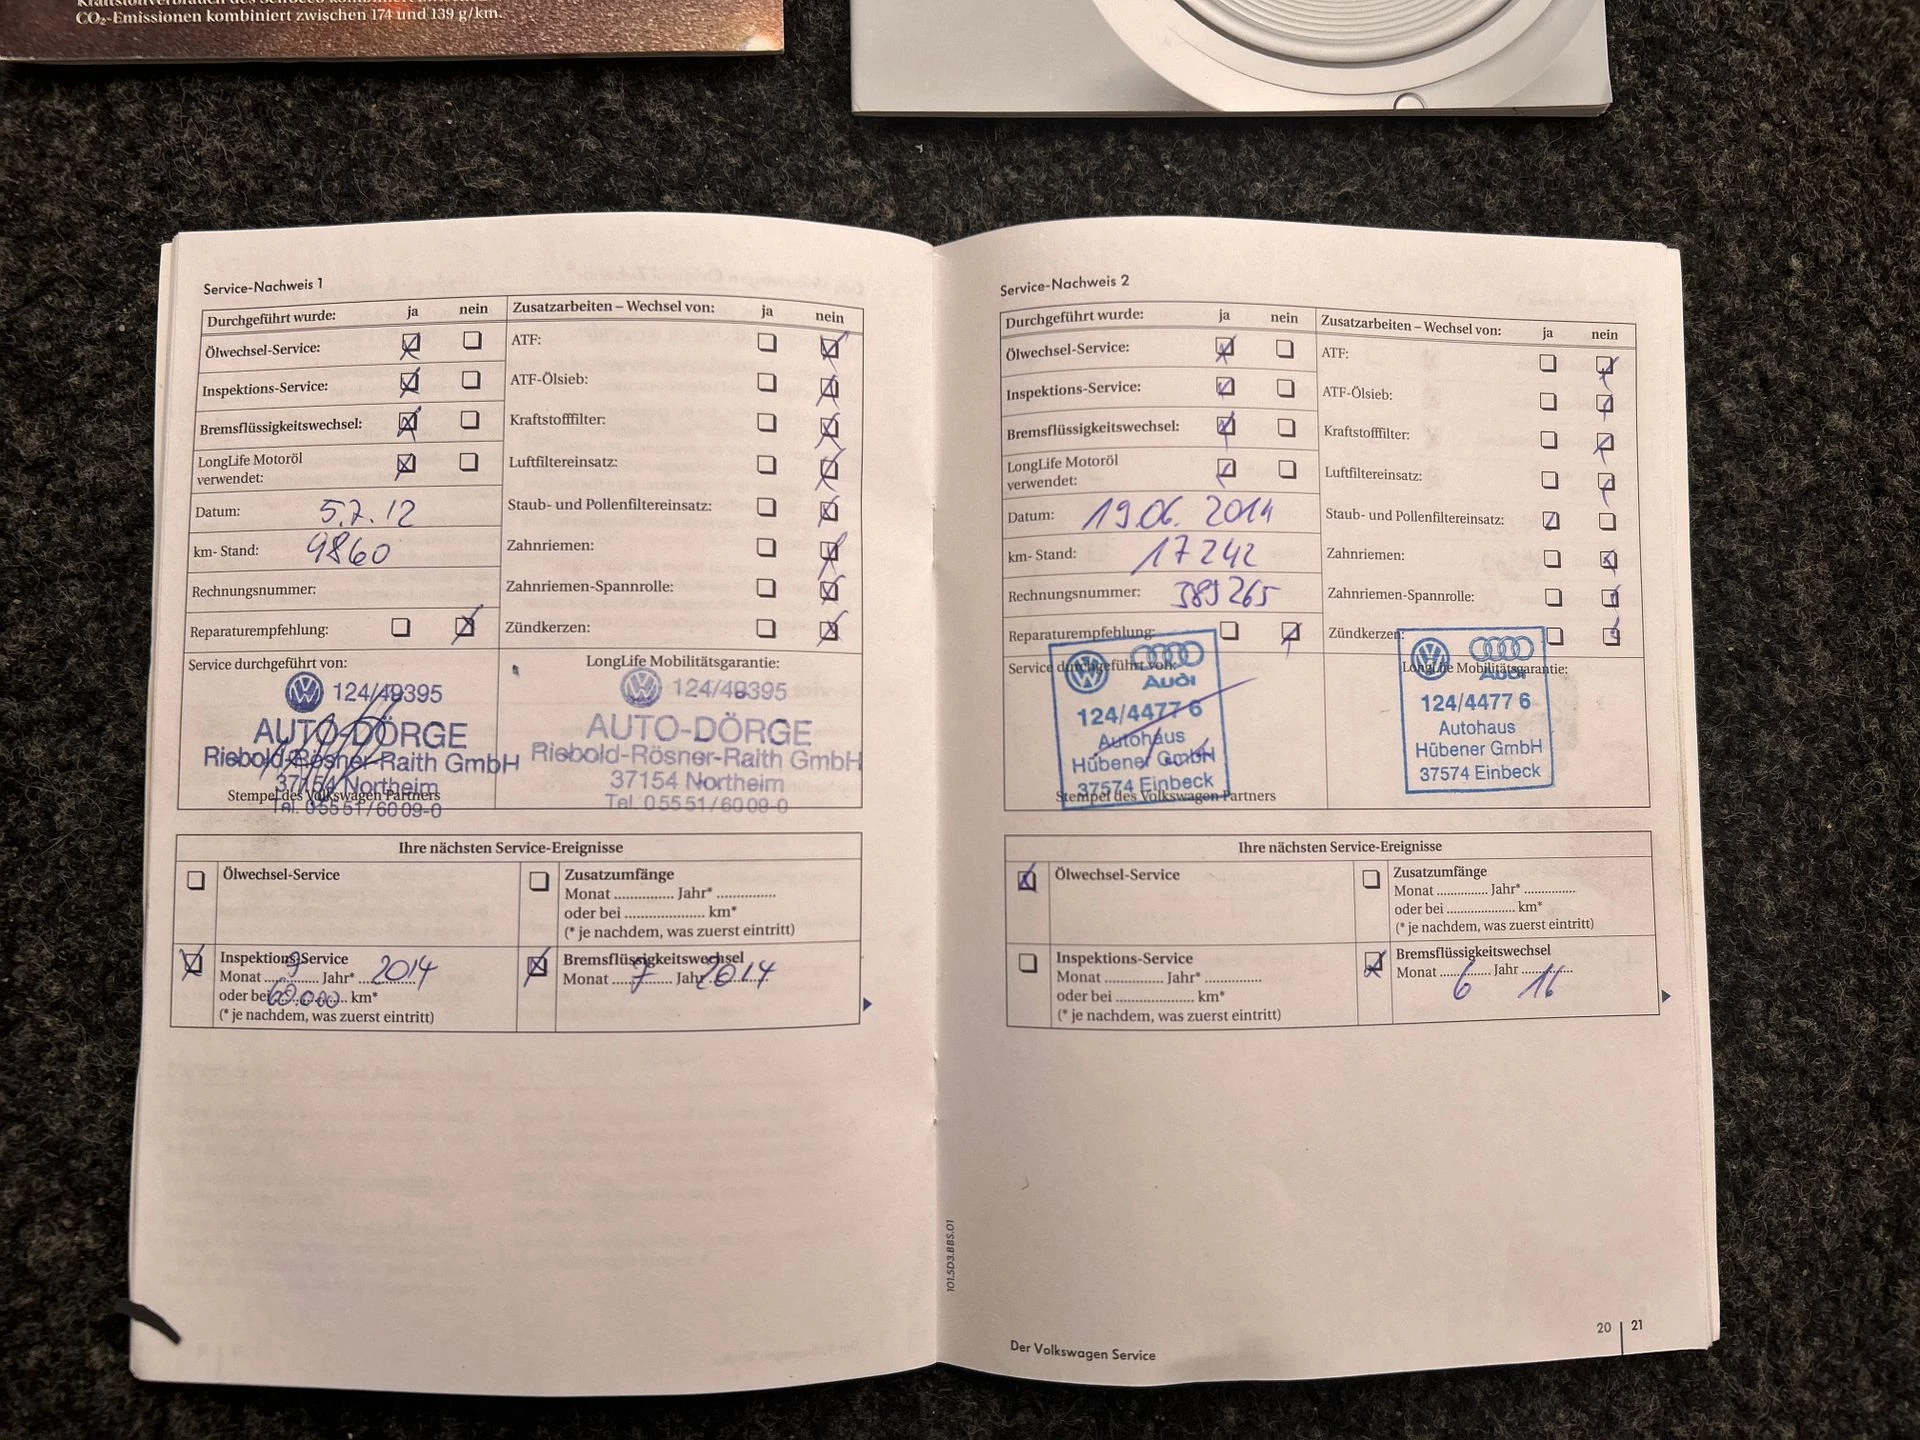 CO₂-Emissionen kombiniert zwischen 174 und 139 g/km.
Service-Nachweis 1
Durchgeführt wurde: ja nein
Ölwechsel-Service:
Inspektions-Service:
Bremsflüssigkeitswechsel:
LongLife Motoröl
verwendet:
Datum: 5.7.12
km- Stand: 9860
Rechnungsnummer:
Reparaturempfehlung:
Zusatzarbeiten – Wechsel von: ja nein
ATF:
ATF-Ölsieb:
Kraftstofffilter:
Luftfiltereinsatz:
Staub- und Pollenfiltereinsatz:
Zahnriemen:
Zahnriemen-Spannrolle:
Zündkerzen:
Service durchgeführt von:
124/49395
AUTO-DÖRGE
Riebold-Rösner-Raith GmbH
37154 Northeim
Stempel des Volkswagen Partners
Tel. 05551/6009-0
LongLife Mobilitätsgarantie:
124/49395
AUTO-DÖRGE
Riebold-Rösner-Raith GmbH
37154 Northeim
Tel. 05551/6009-0
Ihre nächsten Service-Ereignisse
Ölwechsel-Service
Zusatzumfänge
Monat ............... Jahr* ...............
oder bei ..................... km*
(* je nachdem, was zuerst eintritt)
Inspektions-Service
Monat 9 Jahr* 2014
oder bei 60.000 km*
(* je nachdem, was zuerst eintritt)
Bremsflüssigkeitswechsel
Monat 7 Jahr 2014
Service-Nachweis 2
Durchgeführt wurde: ja nein
Ölwechsel-Service:
Inspektions-Service:
Bremsflüssigkeitswechsel:
LongLife Motoröl
verwendet:
Datum: 19.06. 2014
km- Stand: 17242
Rechnungsnummer: 389265
Reparaturempfehlung:
Zusatzarbeiten – Wechsel von: ja nein
ATF:
ATF-Ölsieb:
Kraftstofffilter:
Luftfiltereinsatz:
Staub- und Pollenfiltereinsatz:
Zahnriemen:
Zahnriemen-Spannrolle:
Zündkerzen:
Service durchgeführt von:
Audi
124/4477 6
Autohaus
Hübener GmbH
37574 Einbeck
Stempel des Volkswagen Partners
LongLife Mobilitätsgarantie:
Audi
124/4477 6
Autohaus
Hübener GmbH
37574 Einbeck
Ihre nächsten Service-Ereignisse
Ölwechsel-Service
Zusatzumfänge
Monat ............... Jahr* ...............
oder bei ..................... km*
(* je nachdem, was zuerst eintritt)
Inspektions-Service
Monat ............... Jahr* ...............
oder bei ..................... km*
(* je nachdem, was zuerst eintritt)
Bremsflüssigkeitswechsel
Monat 6 Jahr 16
101.5D3.BBS.01
Der Volkswagen Service
20 | 21